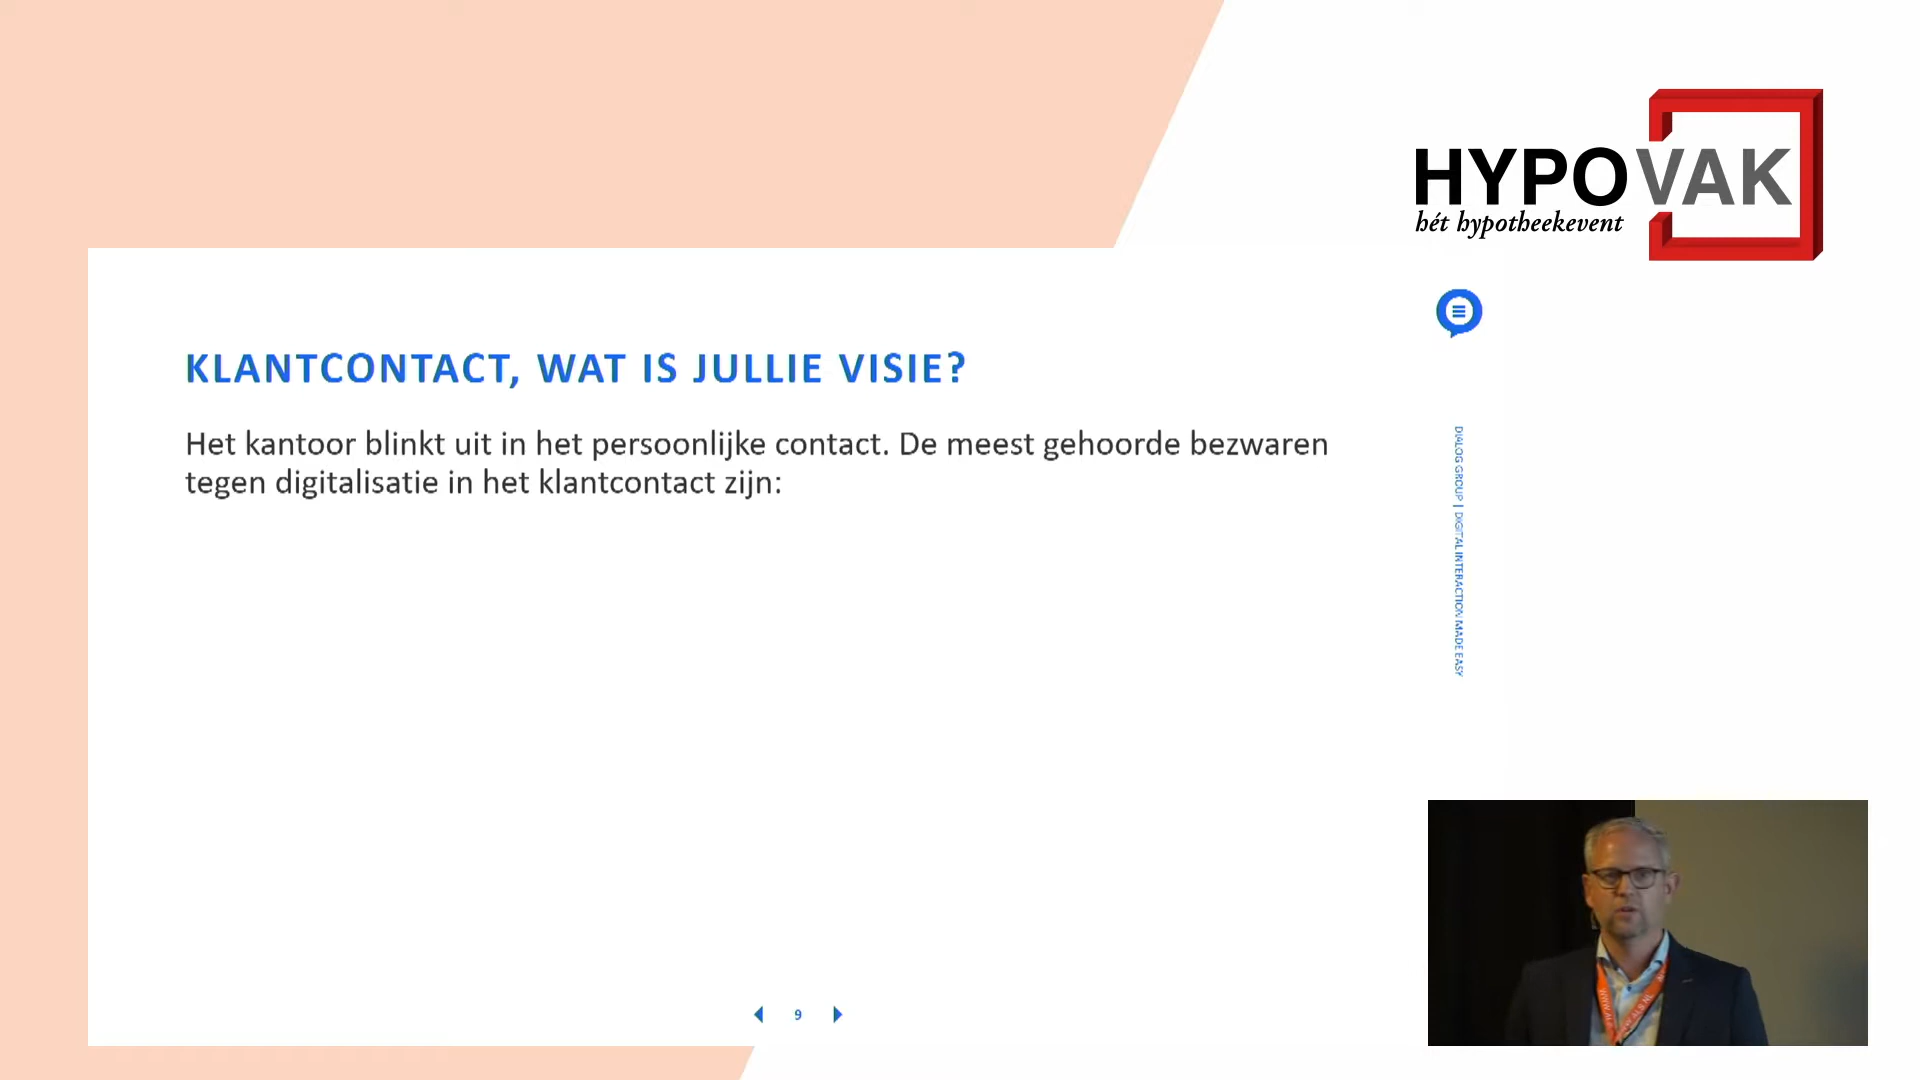 HYPOVAK
hét hypotheekevent
KLANTCONTACT, WAT IS JULLIE VISIE?
Het kantoor blinkt uit in het persoonlijke contact. De meest gehoorde bezwaren
tegen digitalisatie in het klantcontact zijn:
DIALOG GROUP | DIGITAL INTERACTION MADE EASY
9